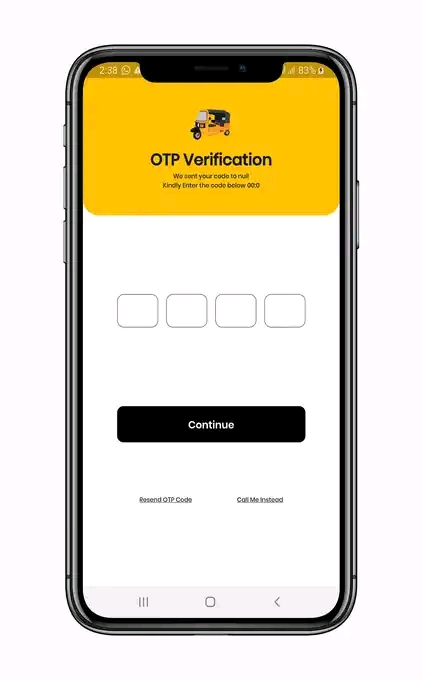 2:38
83%
OTP Verification
We sent your code to null
Kindly Enter the code below 00:0
Continue
Resend OTP Code
Call Me Instead